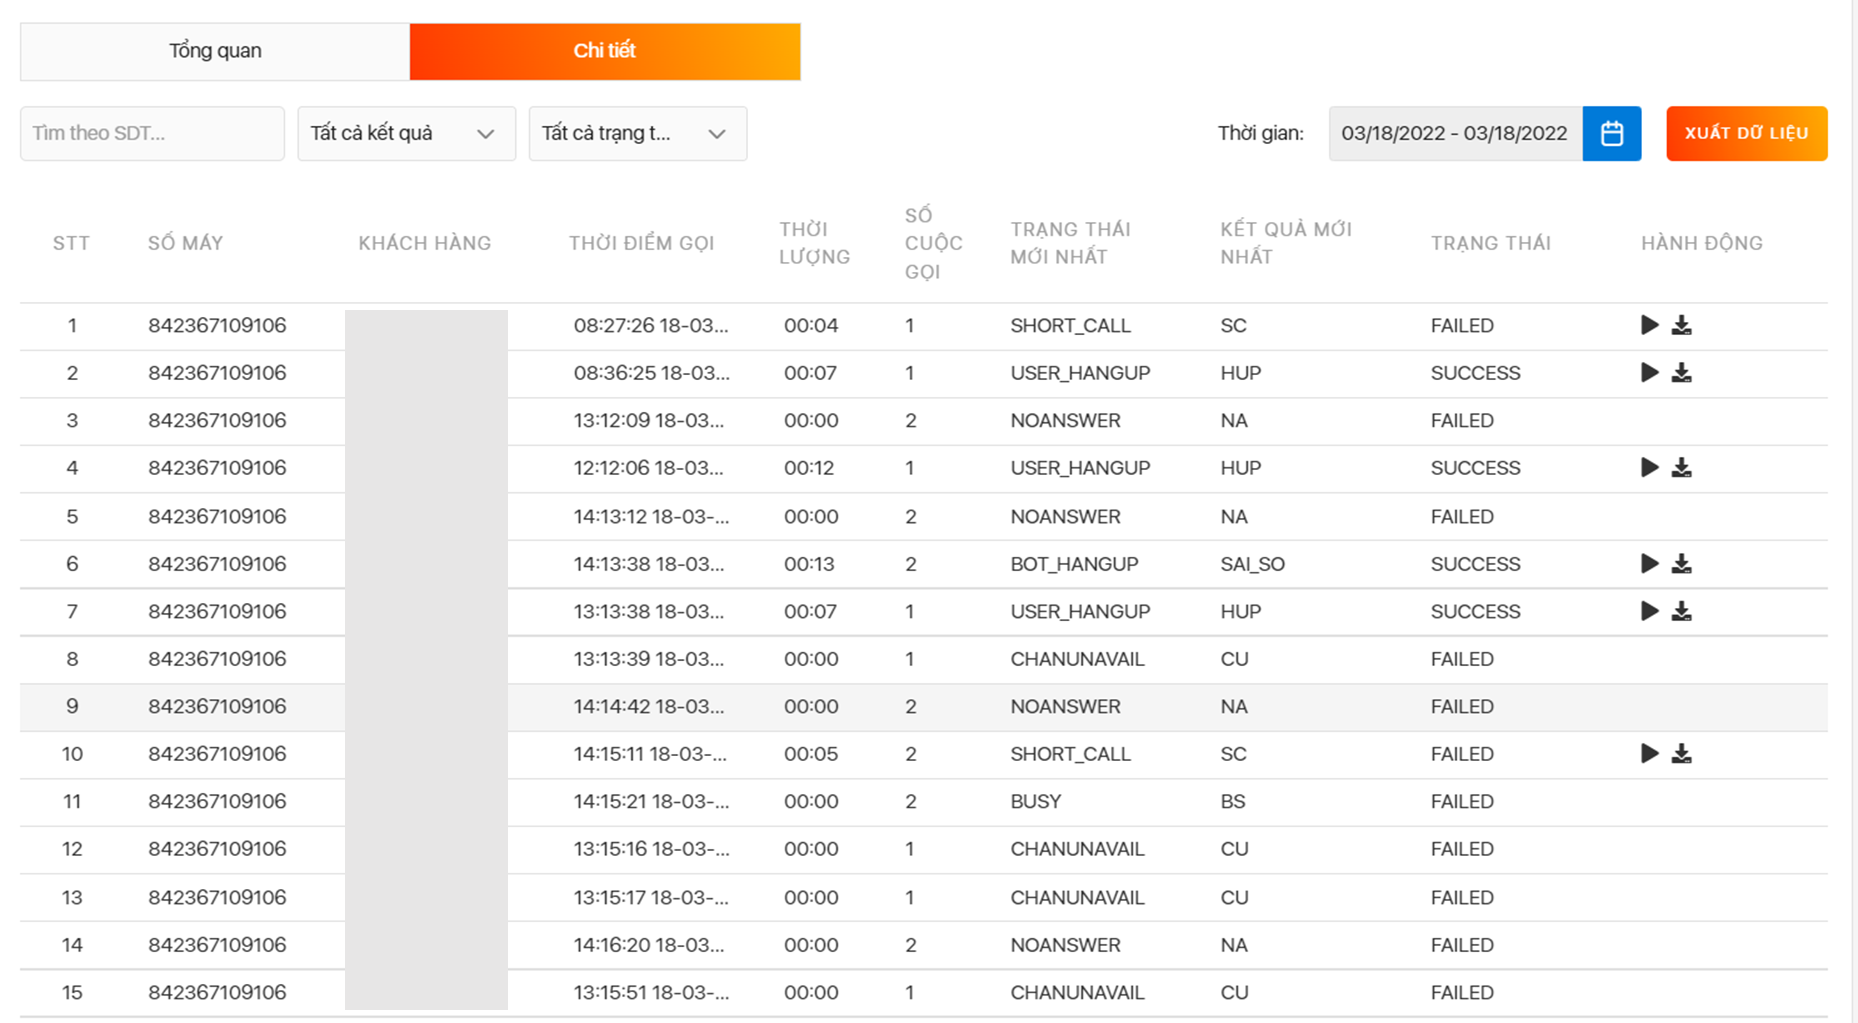 Tổng quan
Chi tiết
Tìm theo SDT...
Tất cả kết quả
Tất cả trạng t...
Thời gian:
03/18/2022 - 03/18/2022
XUẤT DỮ LIỆU
STT SỐ MÁY KHÁCH HÀNG THỜI ĐIỂM GỌI THỜI LƯỢNG SỐ CUỘC GỌI TRẠNG THÁI MỚI NHẤT KẾT QUẢ MỚI NHẤT TRẠNG THÁI HÀNH ĐỘNG
1 842367109106 08:27:26 18-03... 00:04 1 SHORT_CALL SC FAILED
2 842367109106 08:36:25 18-03... 00:07 1 USER_HANGUP HUP SUCCESS
3 842367109106 13:12:09 18-03... 00:00 2 NOANSWER NA FAILED
4 842367109106 12:12:06 18-03... 00:12 1 USER_HANGUP HUP SUCCESS
5 842367109106 14:13:12 18-03-... 00:00 2 NOANSWER NA FAILED
6 842367109106 14:13:38 18-03... 00:13 2 BOT_HANGUP SAI_SO SUCCESS
7 842367109106 13:13:38 18-03... 00:07 1 USER_HANGUP HUP SUCCESS
8 842367109106 13:13:39 18-03... 00:00 1 CHANUNAVAIL CU FAILED
9 842367109106 14:14:42 18-03... 00:00 2 NOANSWER NA FAILED
10 842367109106 14:15:11 18-03-... 00:05 2 SHORT_CALL SC FAILED
11 842367109106 14:15:21 18-03-... 00:00 2 BUSY BS FAILED
12 842367109106 13:15:16 18-03-... 00:00 1 CHANUNAVAIL CU FAILED
13 842367109106 13:15:17 18-03-... 00:00 1 CHANUNAVAIL CU FAILED
14 842367109106 14:16:20 18-03... 00:00 2 NOANSWER NA FAILED
15 842367109106 13:15:51 18-03-... 00:00 1 CHANUNAVAIL CU FAILED